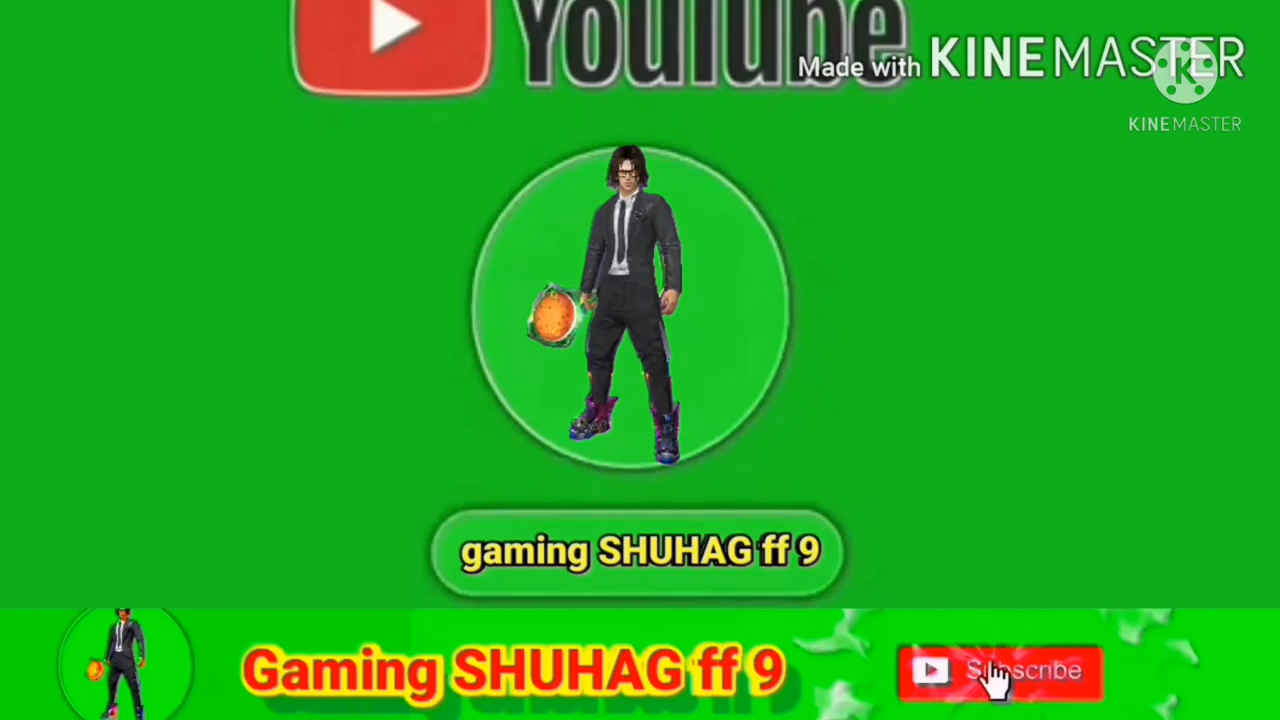 YouTube
Made with KINEMASTER
KINEMASTER
gaming SHUHAG ff 9
Gaming SHUHAG ff 9
Subscribe